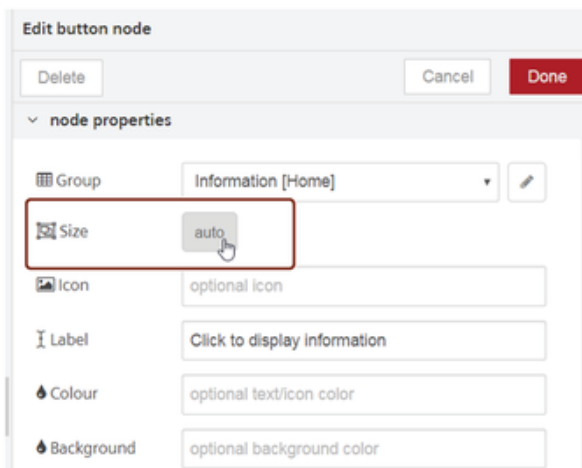 Edit button node
Delete Cancel Done
node properties
Group Information [Home]
Size auto
Icon optional icon
Label Click to display information
Colour optional text/icon color
Background optional background color